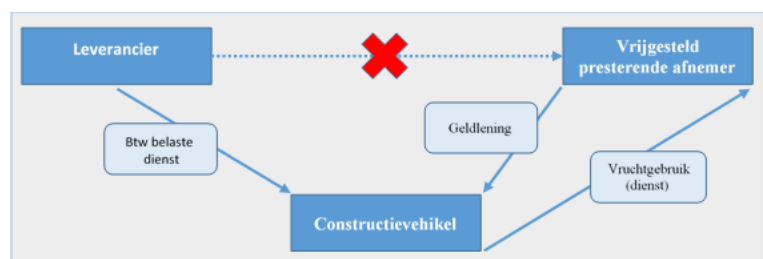 Leverancier
Vrijgesteld
presterende afnemer
Geldlening
Btw belaste
dienst
Vruchtgebruik
(dienst)
Constructievehikel